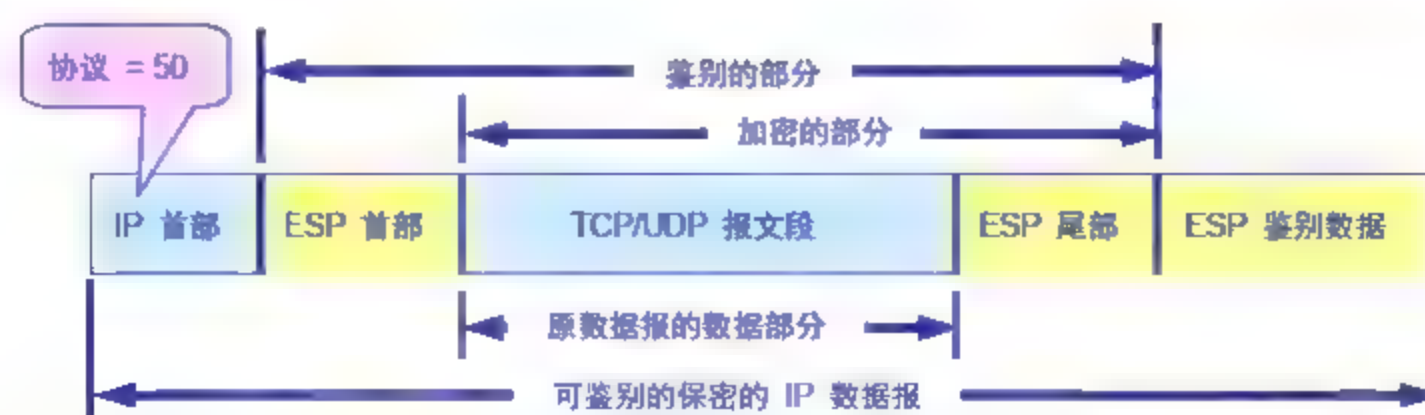 协议 = 50
鉴别的部分
加密的部分
IP 首部
ESP 首部
TCP/UDP 报文段
ESP 尾部
ESP 鉴别数据
原数据报的数据部分
可鉴别的保密的 IP 数据报